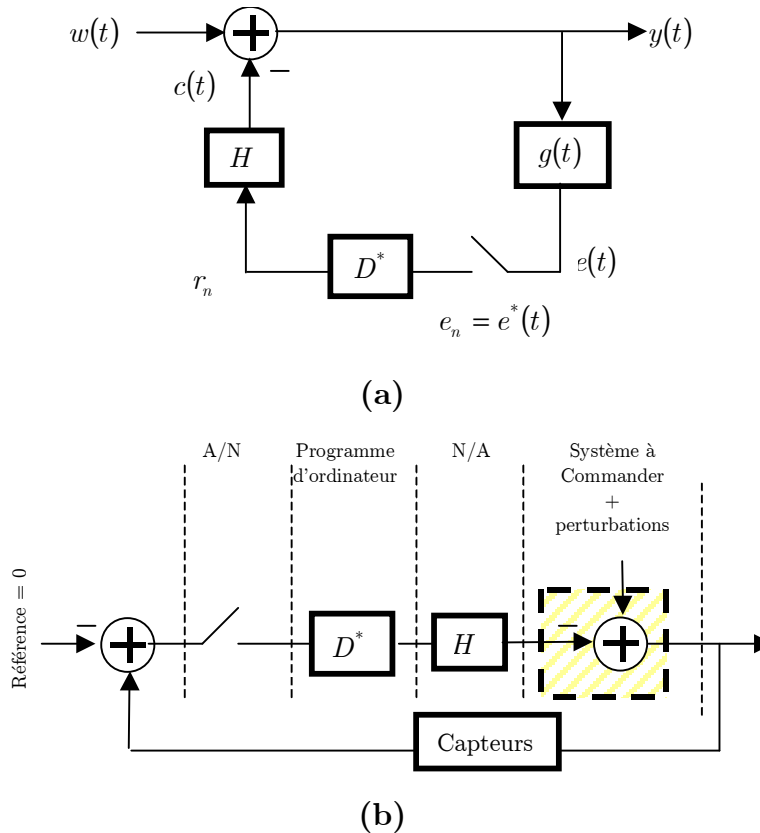 w(t)
y(t)
−
c(t)
H
g(t)
D*
e(t)
rₙ
eₙ = e*(t)
(a)
A/N
Programme
d'ordinateur
N/A
Système à
Commander
+
perturbations
Référence = 0
−
D*
H
−
Capteurs
(b)